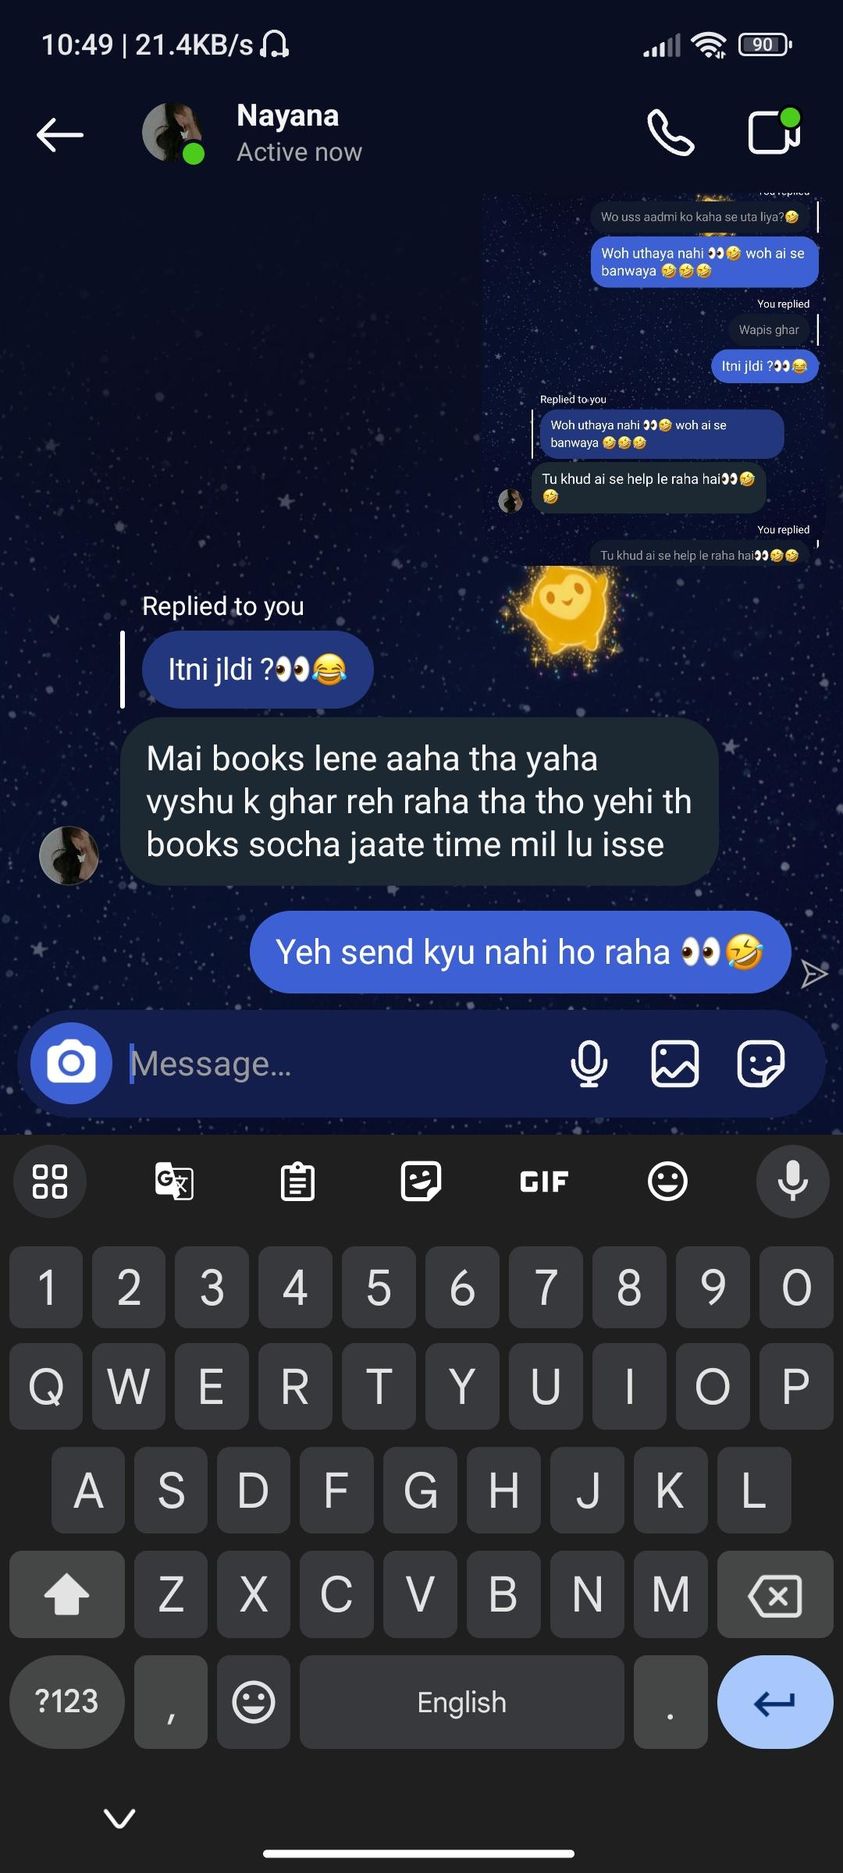 10:49 | 21.4KB/s
90
Nayana
Active now
You replied
Wo uss aadmi ko kaha se uta liya?🤣
Woh uthaya nahi 👀🤣 woh ai se
banwaya 🤣🤣🤣
You replied
Wapis ghar
Itni jldi ?👀😂
Replied to you
Woh uthaya nahi 👀🤣 woh ai se
banwaya 🤣🤣🤣
Tu khud ai se help le raha hai👀🤣
🤣
You replied
Tu khud ai se help le raha hai👀🤣🤣
Replied to you
Itni jldi ?👀😂
Mai books lene aaha tha yaha
vyshu k ghar reh raha tha tho yehi th
books socha jaate time mil lu isse
Yeh send kyu nahi ho raha 👀🤣
Message...
G文
GIF
1 2 3 4 5 6 7 8 9 0
Q W E R T Y U I O P
A S D F G H J K L
Z X C V B N M
?123 , English .